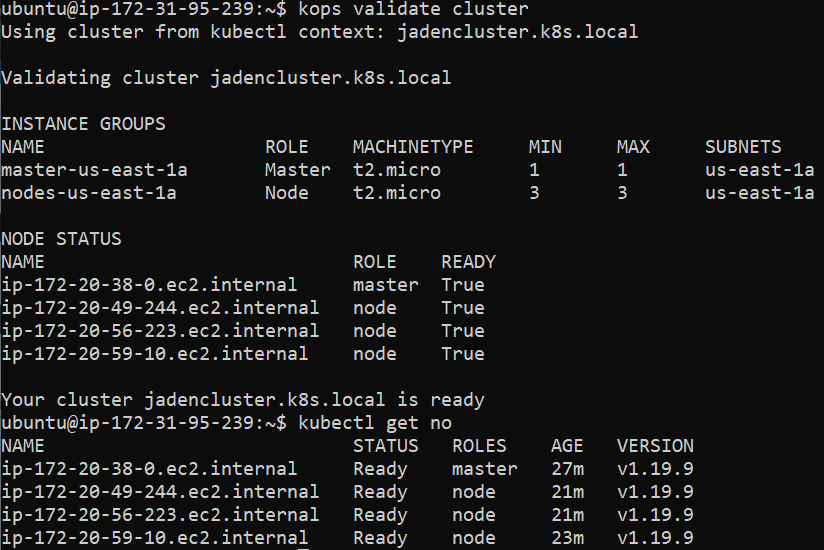 ubuntu@ip-172-31-95-239:~$ kops validate cluster
Using cluster from kubectl context: jadencluster.k8s.local
Validating cluster jadencluster.k8s.local
INSTANCE GROUPS
NAME ROLE MACHINETYPE MIN MAX SUBNETS
master-us-east-1a Master t2.micro 1 1 us-east-1a
nodes-us-east-1a Node t2.micro 3 3 us-east-1a
NODE STATUS
NAME ROLE READY
ip-172-20-38-0.ec2.internal master True
ip-172-20-49-244.ec2.internal node True
ip-172-20-56-223.ec2.internal node True
ip-172-20-59-10.ec2.internal node True
Your cluster jadencluster.k8s.local is ready
ubuntu@ip-172-31-95-239:~$ kubectl get no
NAME STATUS ROLES AGE VERSION
ip-172-20-38-0.ec2.internal Ready master 27m v1.19.9
ip-172-20-49-244.ec2.internal Ready node 21m v1.19.9
ip-172-20-56-223.ec2.internal Ready node 21m v1.19.9
ip-172-20-59-10.ec2.internal Ready node 23m v1.19.9